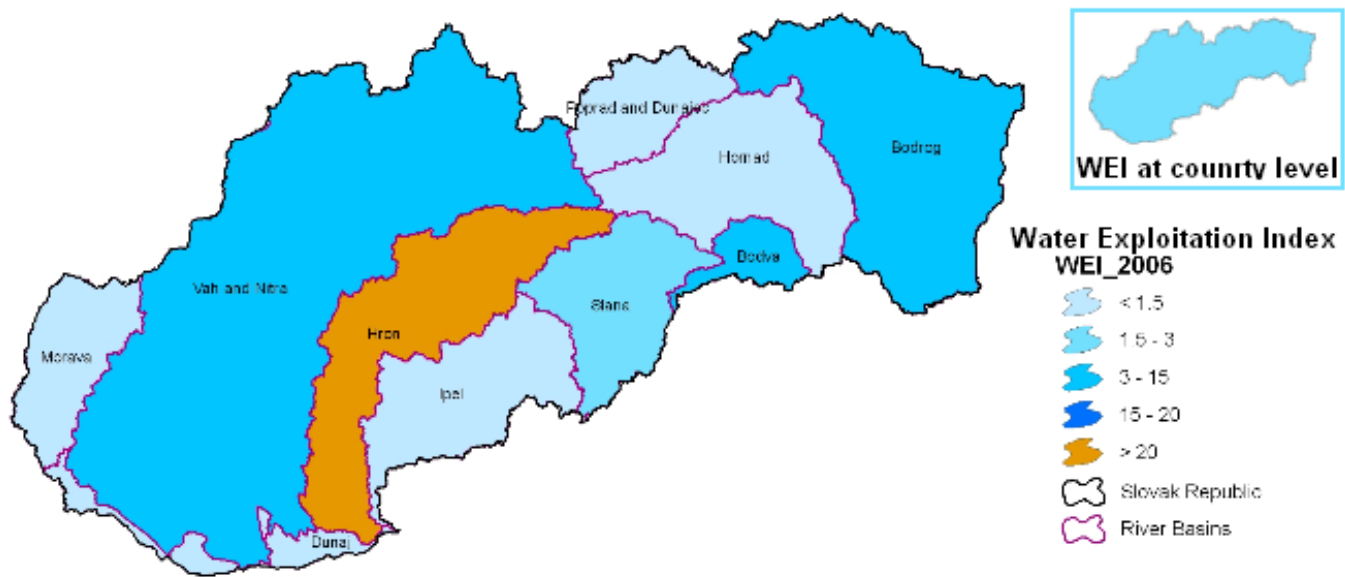 Poprad and Dunajec
Hornad
Bodrog
WEI at counrty level
Bodva
Vah and Nitra
Slana
Hron
Morava
Ipel
Dunaj
Water Exploitation Index
WEI_2006
< 1.5
1.5 - 3
3 - 15
15 - 20
> 20
Slovak Republic
River Basins